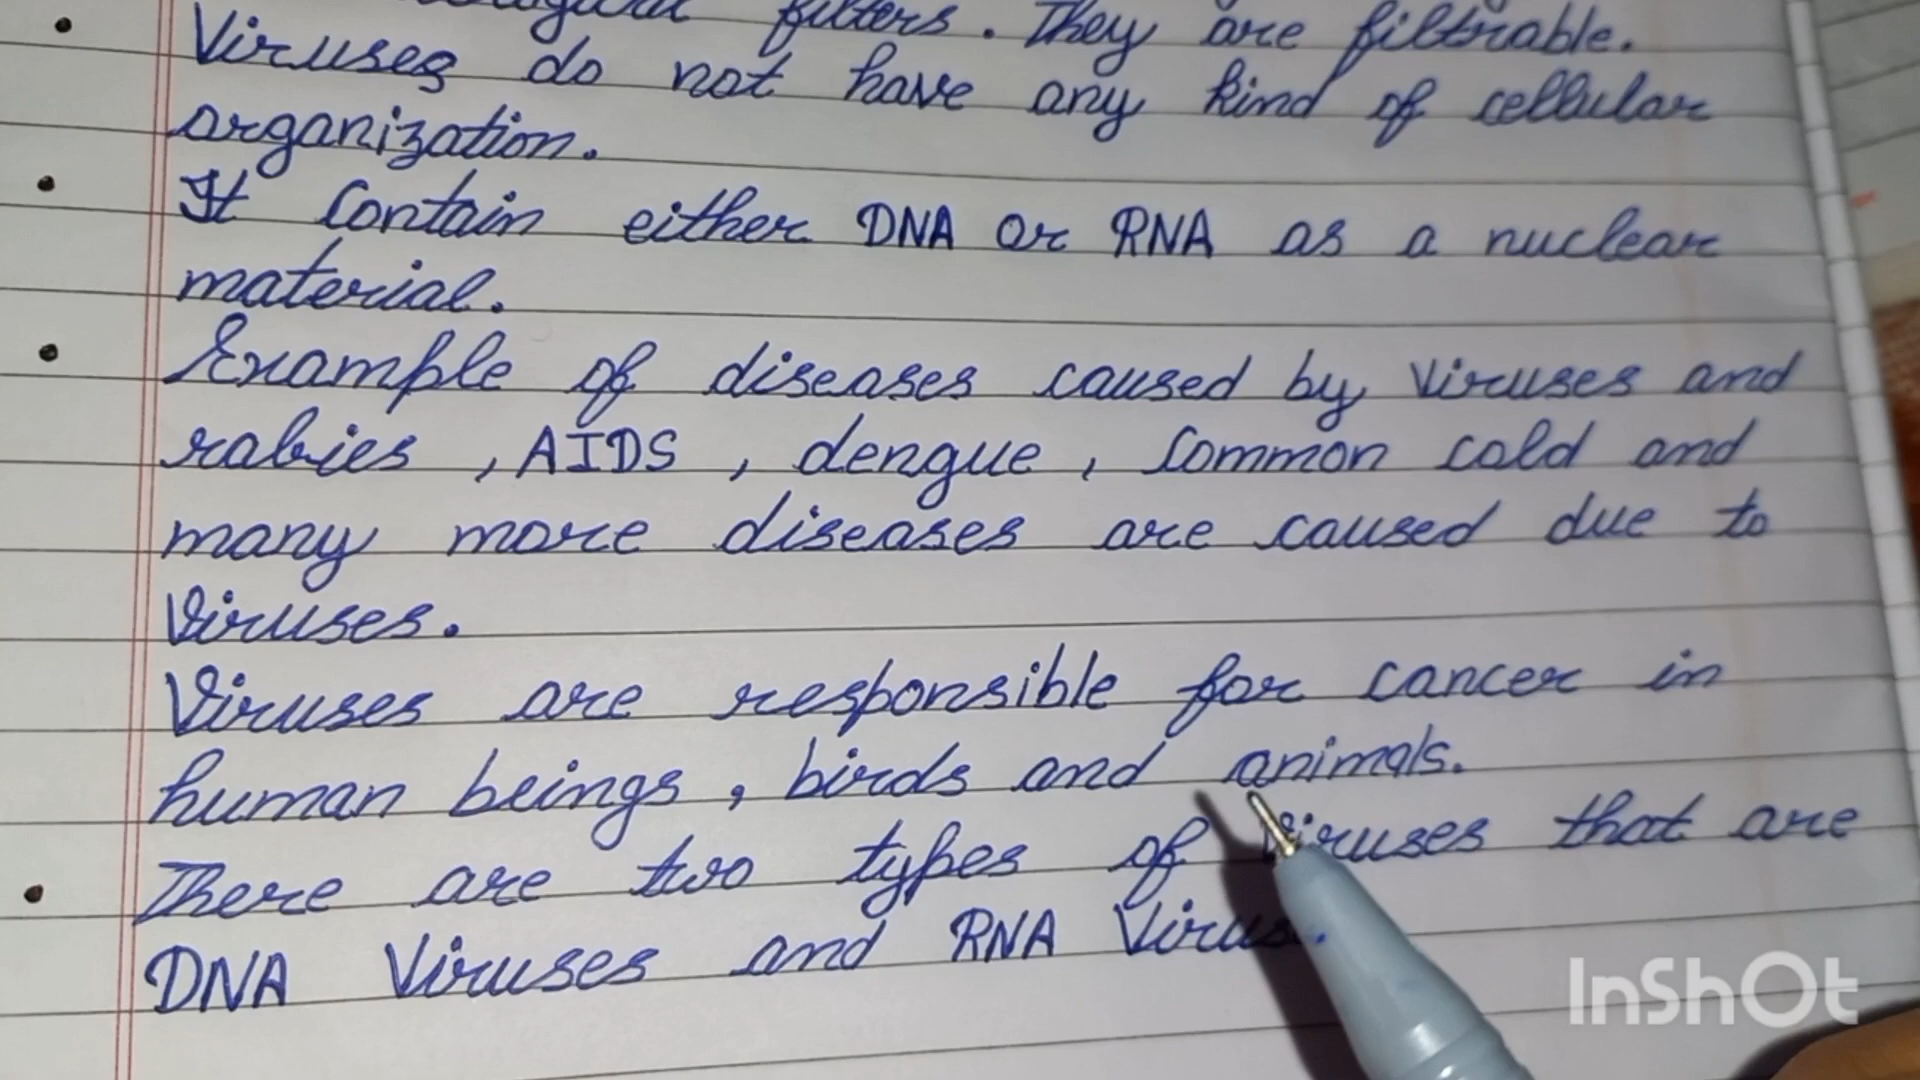 filters. They are filtrable.
Viruses do not have any kind of cellular
organization.
It contain either DNA or RNA as a nuclear
material.
Example of diseases caused by viruses and
rabies, AIDS, dengue, common cold and
many more diseases are caused due to
Viruses.
Viruses are responsible for cancer in
human beings, birds and animals.
There are two types of viruses that are
DNA Viruses and RNA Virus.
InShOt